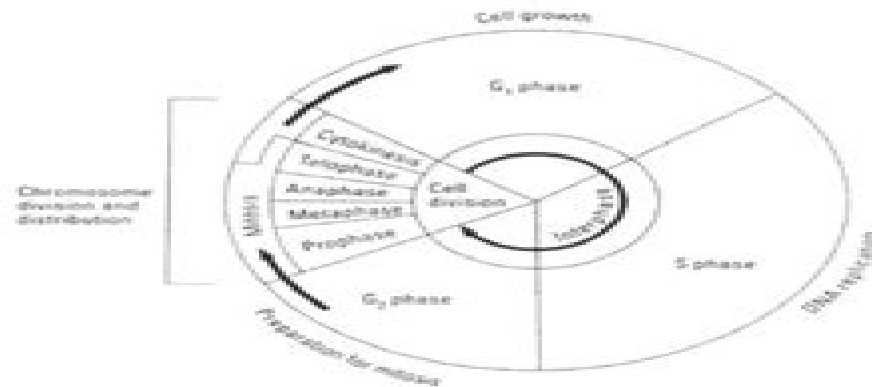 Cell growth
G₁ phase
Cytokinesis
Telophase
Anaphase
Metaphase
Prophase
Mitosis
Cell
division
Interphase
Chromosome
division and
distribution
S phase
DNA replication
G₂ phase
Preparation for mitosis